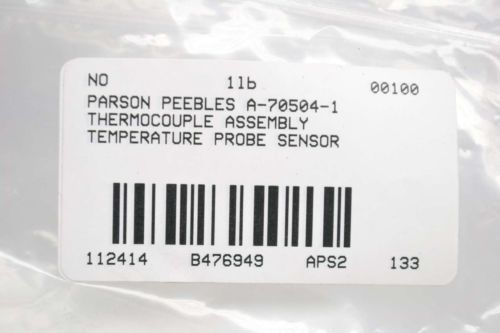 NO 1lb 00100
PARSON PEEBLES A-70504-1
THERMOCOUPLE ASSEMBLY
TEMPERATURE PROBE SENSOR
112414 B476949 APS2 133